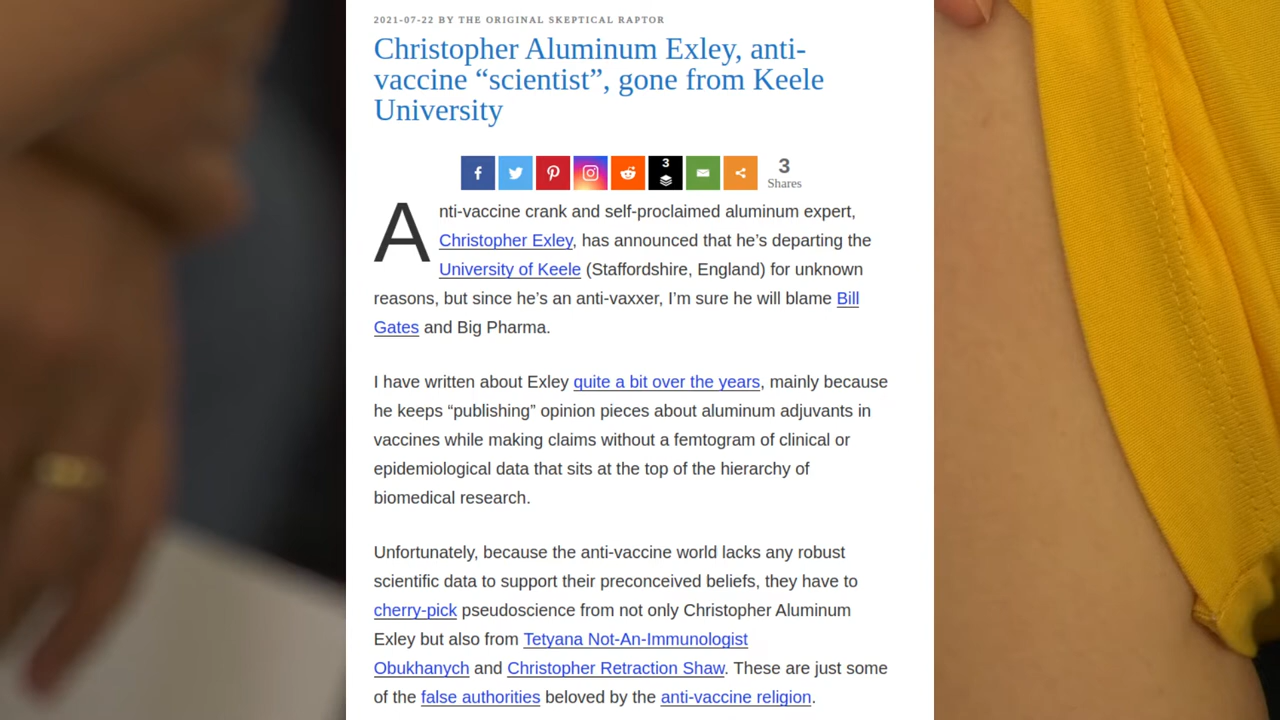 2021-07-22 BY THE ORIGINAL SKEPTICAL RAPTOR
Christopher Aluminum Exley, anti-
vaccine “scientist”, gone from Keele
University
3
3
Shares
Anti-vaccine crank and self-proclaimed aluminum expert,
Christopher Exley, has announced that he’s departing the
University of Keele (Staffordshire, England) for unknown
reasons, but since he’s an anti-vaxxer, I’m sure he will blame Bill
Gates and Big Pharma.
I have written about Exley quite a bit over the years, mainly because
he keeps “publishing” opinion pieces about aluminum adjuvants in
vaccines while making claims without a femtogram of clinical or
epidemiological data that sits at the top of the hierarchy of
biomedical research.
Unfortunately, because the anti-vaccine world lacks any robust
scientific data to support their preconceived beliefs, they have to
cherry-pick pseudoscience from not only Christopher Aluminum
Exley but also from Tetyana Not-An-Immunologist
Obukhanych and Christopher Retraction Shaw. These are just some
of the false authorities beloved by the anti-vaccine religion.